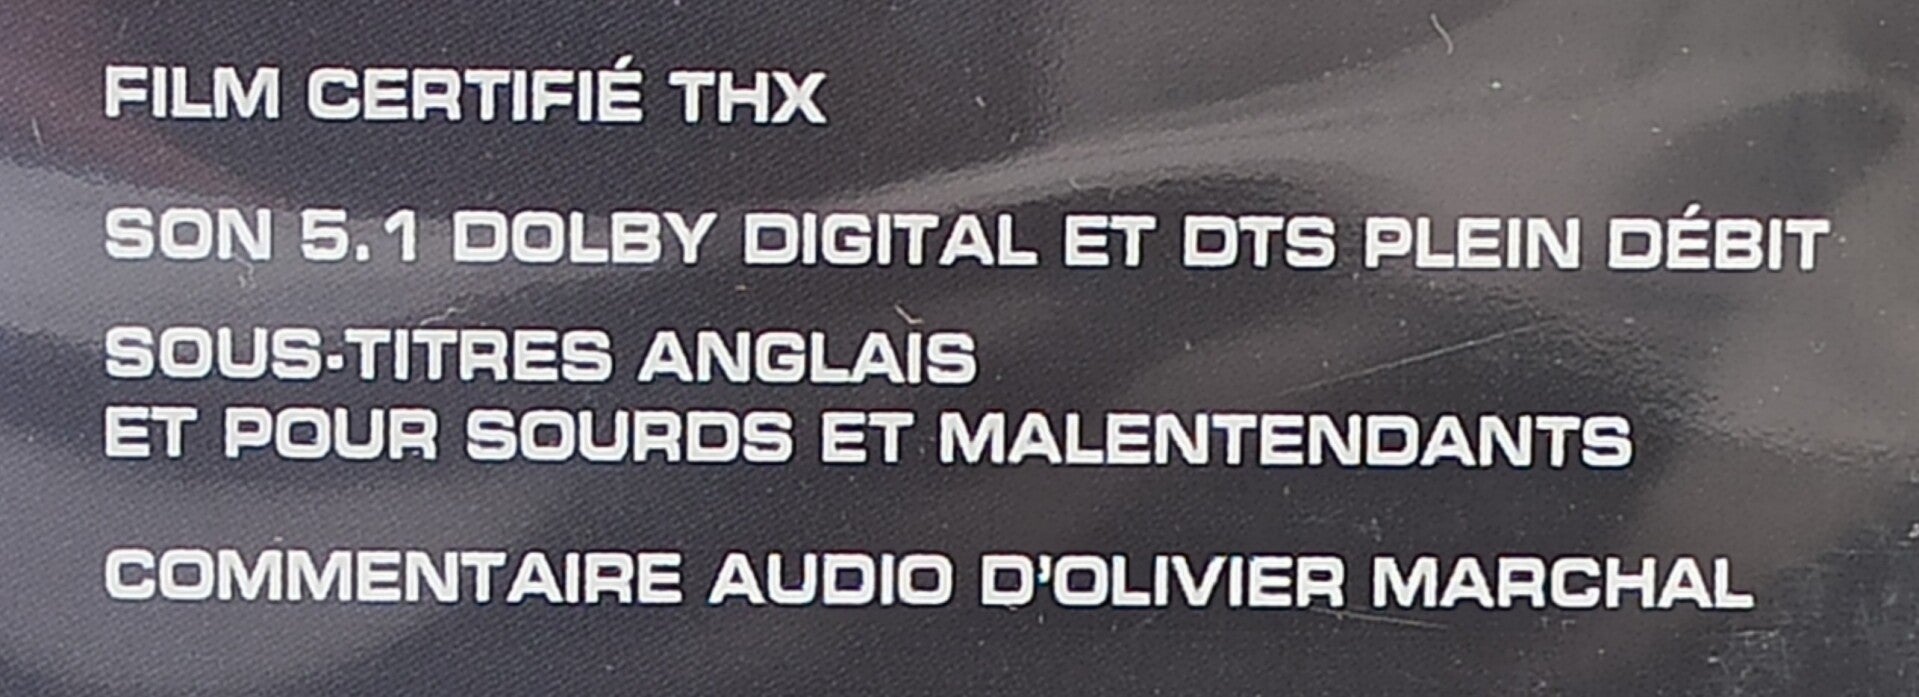 FILM CERTIFIÉ THX
SON 5.1 DOLBY DIGITAL ET DTS PLEIN DÉBIT
SOUS-TITRES ANGLAIS
ET POUR SOURDS ET MALENTENDANTS
COMMENTAIRE AUDIO D'OLIVIER MARCHAL